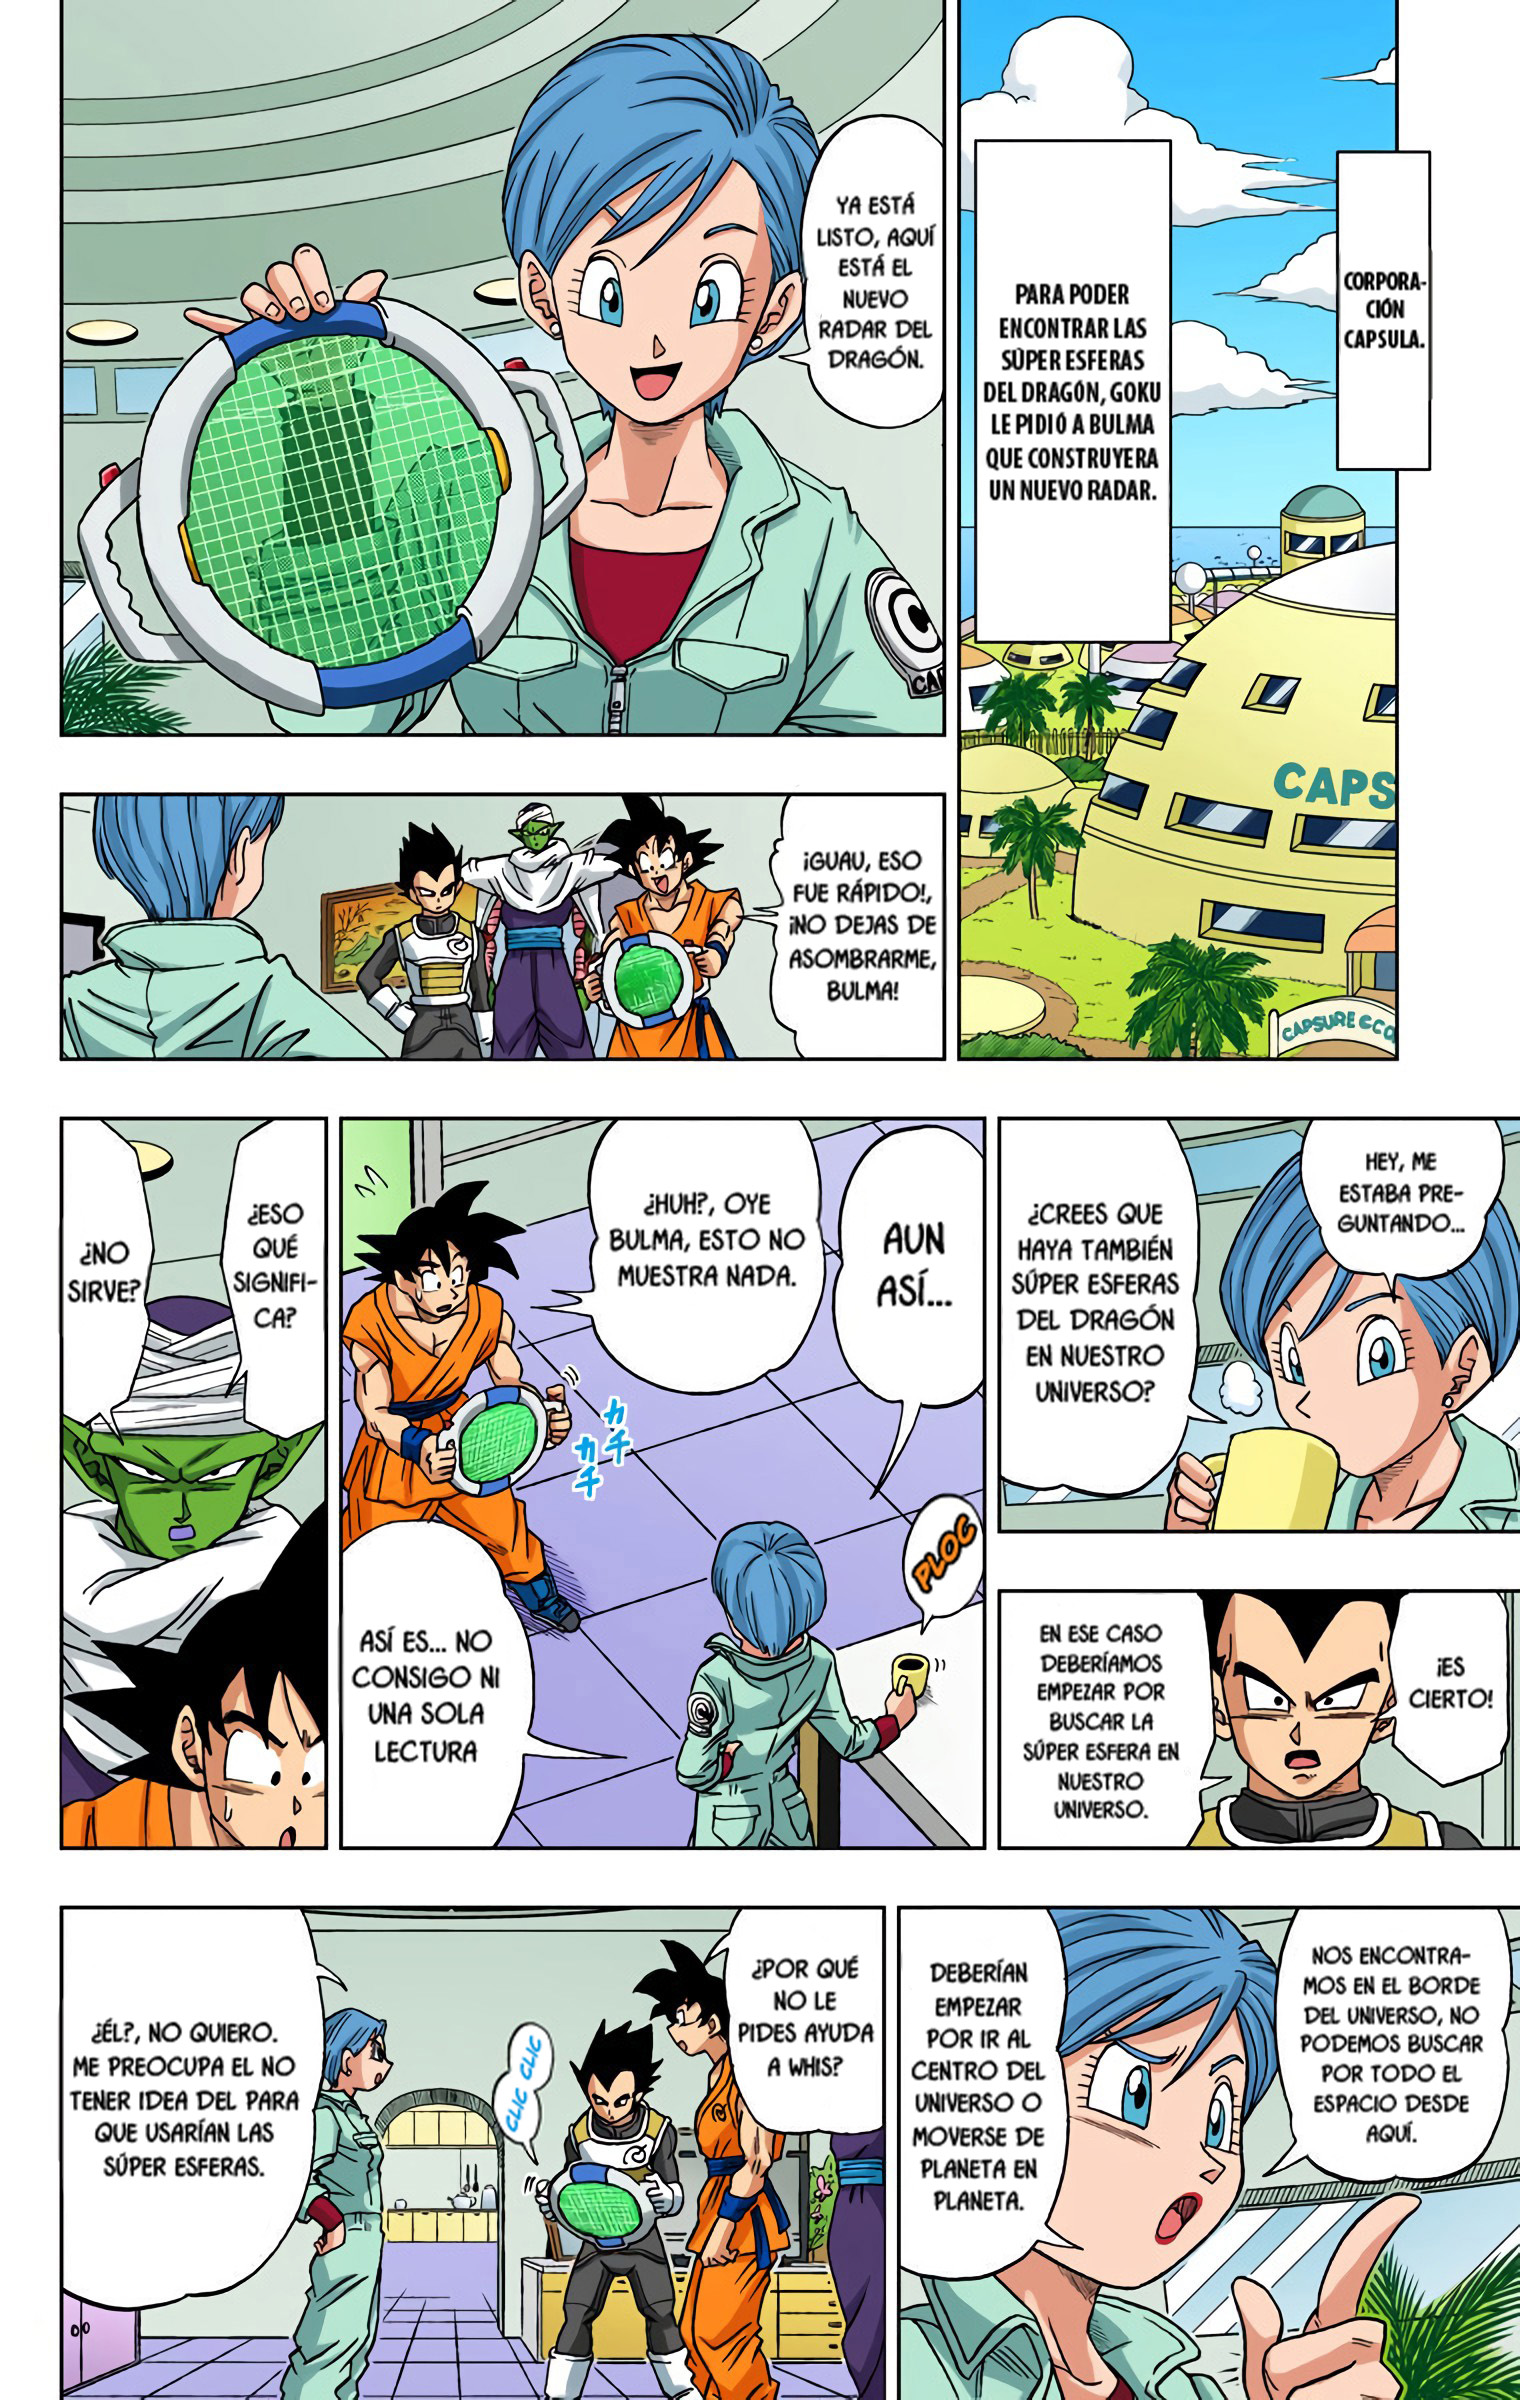 CORPORA-
CIÓN
CAPSULA.
PARA PODER
ENCONTRAR LAS
SÚPER ESFERAS
DEL DRAGÓN, GOKU
LE PIDIÓ A BULMA
QUE CONSTRUYERA
UN NUEVO RADAR.
CAPS
CAPSURE & CO
YA ESTÁ
LISTO, AQUÍ
ESTÁ EL
NUEVO
RADAR DEL
DRAGÓN.
CAP
¡GUAU, ESO
FUE RÁPIDO!,
¡NO DEJAS DE
ASOMBRARME,
BULMA!
HEY, ME
ESTABA PRE-
GUNTANDO...
¿CREES QUE
HAYA TAMBIÉN
SÚPER ESFERAS
DEL DRAGÓN
EN NUESTRO
UNIVERSO?
¡ES
CIERTO!
EN ESE CASO
DEBERÍAMOS
EMPEZAR POR
BUSCAR LA
SÚPER ESFERA EN
NUESTRO
UNIVERSO.
AUN
ASÍ...
PLOC
¿HUH?, OYE
BULMA, ESTO NO
MUESTRA NADA.
カチ
カチ
ASÍ ES... NO
CONSIGO NI
UNA SOLA
LECTURA
¿ESO
QUÉ
SIGNIFI-
CA?
¿NO
SIRVE?
NOS ENCONTRA-
MOS EN EL BORDE
DEL UNIVERSO, NO
PODEMOS BUSCAR
POR TODO EL
ESPACIO DESDE
AQUÍ.
DEBERÍAN
EMPEZAR
POR IR AL
CENTRO DEL
UNIVERSO O
MOVERSE DE
PLANETA EN
PLANETA.
¿POR QUÉ
NO LE
PIDES AYUDA
A WHIS?
CLIC CLIC
¿ÉL?, NO QUIERO.
ME PREOCUPA EL NO
TENER IDEA DEL PARA
QUE USARÍAN LAS
SÚPER ESFERAS.